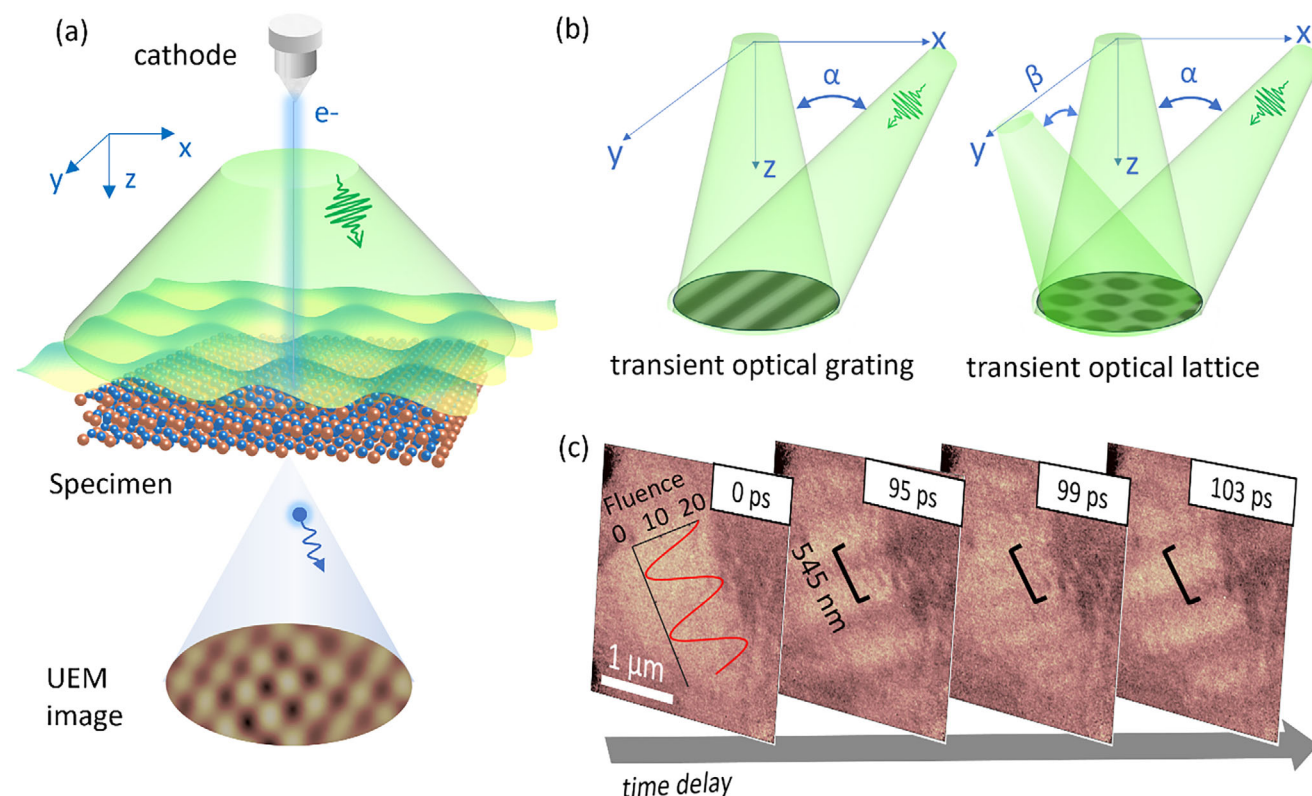 (a)
cathode
e-
x
y
z
Specimen
UEM
image
(b)
x
α
y
z
transient optical grating
x
β
α
y
z
transient optical lattice
(c)
Fluence
0 10 20
1 µm
0 ps
545 nm
95 ps
99 ps
103 ps
time delay